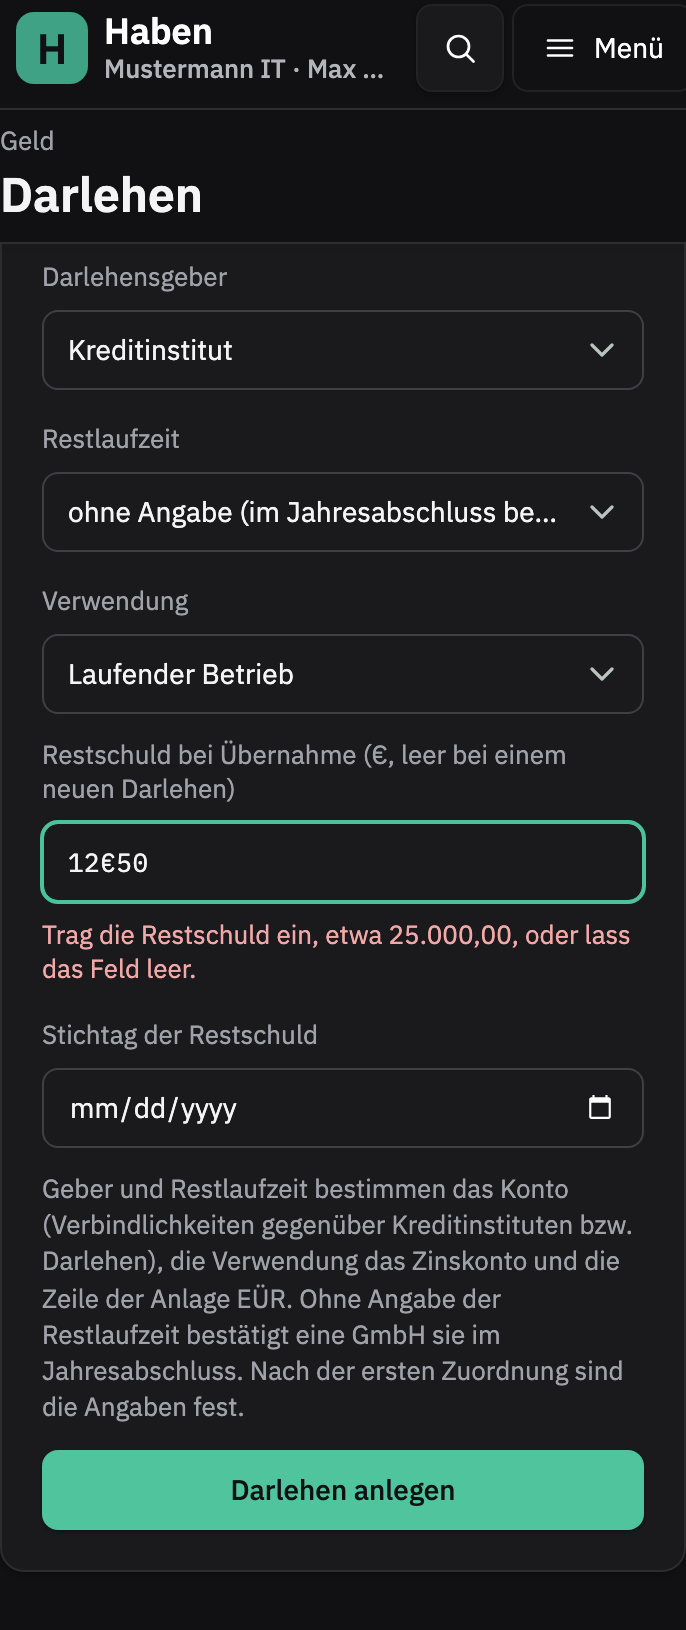 H
Haben
Mustermann IT · Max ...
Menü
Geld
Darlehen
Darlehensgeber
Kreditinstitut
Restlaufzeit
ohne Angabe (im Jahresabschluss be...
Verwendung
Laufender Betrieb
Restschuld bei Übernahme (€, leer bei einem
neuen Darlehen)
12€50
Trag die Restschuld ein, etwa 25.000,00, oder lass
das Feld leer.
Stichtag der Restschuld
mm/dd/yyyy
Geber und Restlaufzeit bestimmen das Konto
(Verbindlichkeiten gegenüber Kreditinstituten bzw.
Darlehen), die Verwendung das Zinskonto und die
Zeile der Anlage EÜR. Ohne Angabe der
Restlaufzeit bestätigt eine GmbH sie im
Jahresabschluss. Nach der ersten Zuordnung sind
die Angaben fest.
Darlehen anlegen